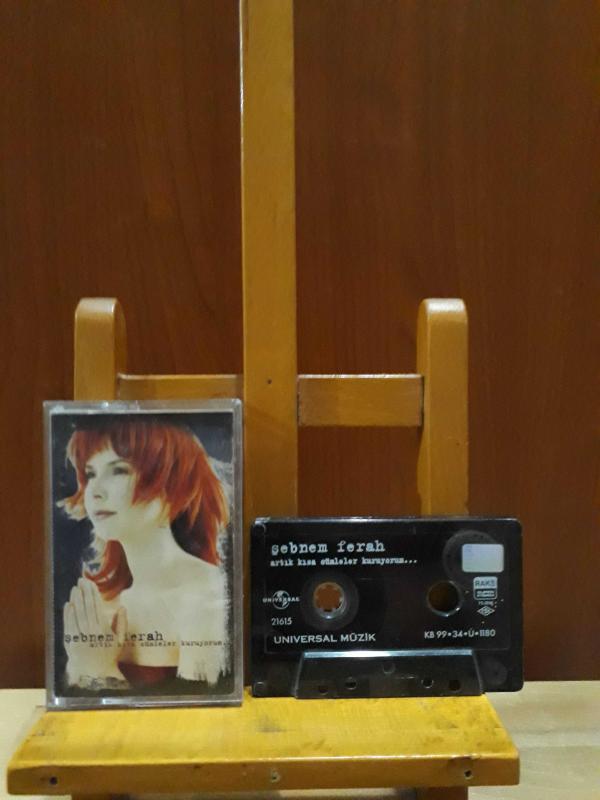 şebnem ferah
artık kısa cümleler kuruyorum...
şebnem ferah
artık kısa cümleler kuruyorum...
UNIVERSAL
RAKS
21615
UNIVERSAL MÜZİK
KB 99•34•Ü•1180